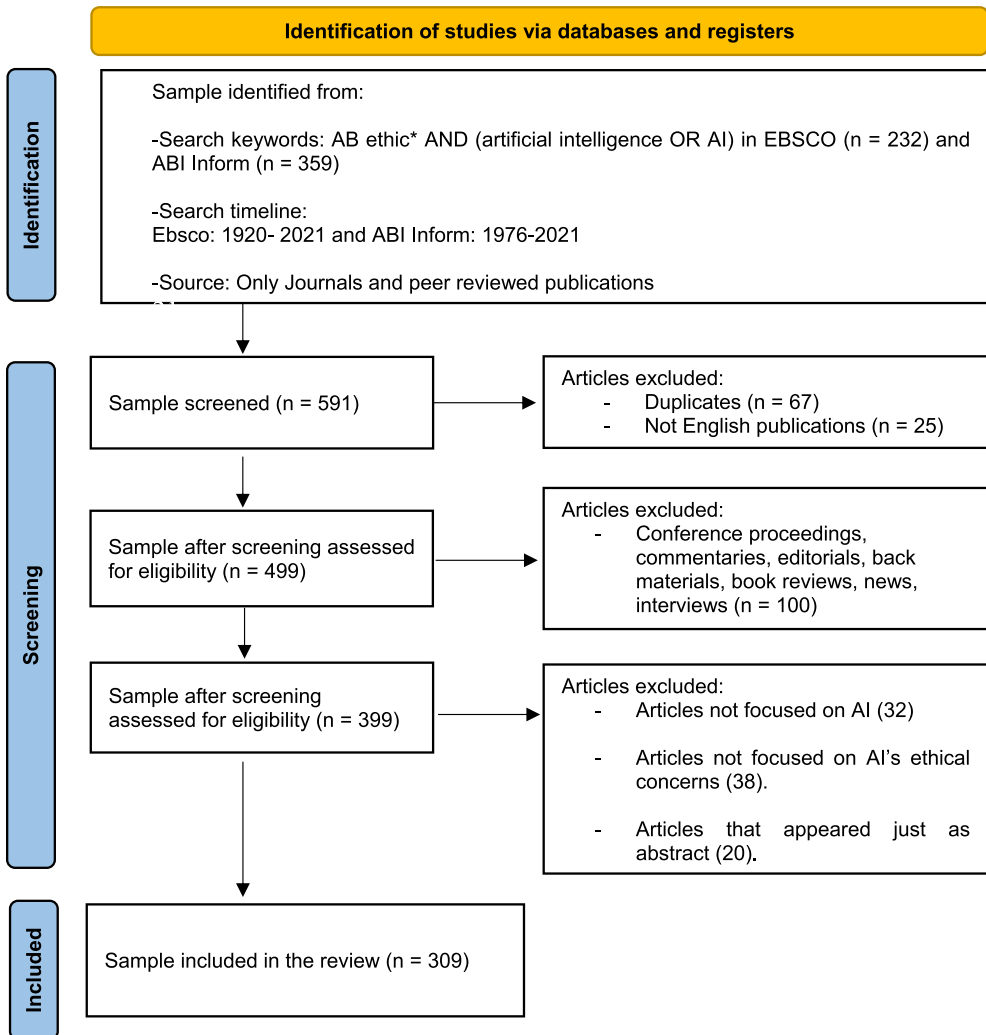 Identification of studies via databases and registers
Identification
Sample identified from:
-Search keywords: AB ethic* AND (artificial intelligence OR AI) in EBSCO (n = 232) and
ABI Inform (n = 359)
-Search timeline:
Ebsco: 1920- 2021 and ABI Inform: 1976-2021
-Source: Only Journals and peer reviewed publications
Screening
Sample screened (n = 591)
Articles excluded:
- Duplicates (n = 67)
- Not English publications (n = 25)
Sample after screening assessed
for eligibility (n = 499)
Articles excluded:
- Conference proceedings,
commentaries, editorials, back
materials, book reviews, news,
interviews (n = 100)
Sample after screening
assessed for eligibility (n = 399)
Articles excluded:
- Articles not focused on AI (32)
- Articles not focused on AI’s ethical
concerns (38).
- Articles that appeared just as
abstract (20).
Included
Sample included in the review (n = 309)